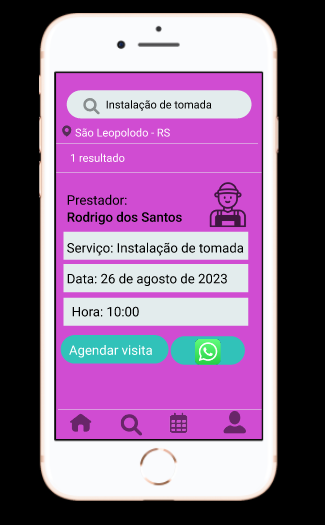 Instalação de tomada
São Leopolodo - RS
1 resultado
Prestador:
Rodrigo dos Santos
Serviço: Instalação de tomada
Data: 26 de agosto de 2023
Hora: 10:00
Agendar visita